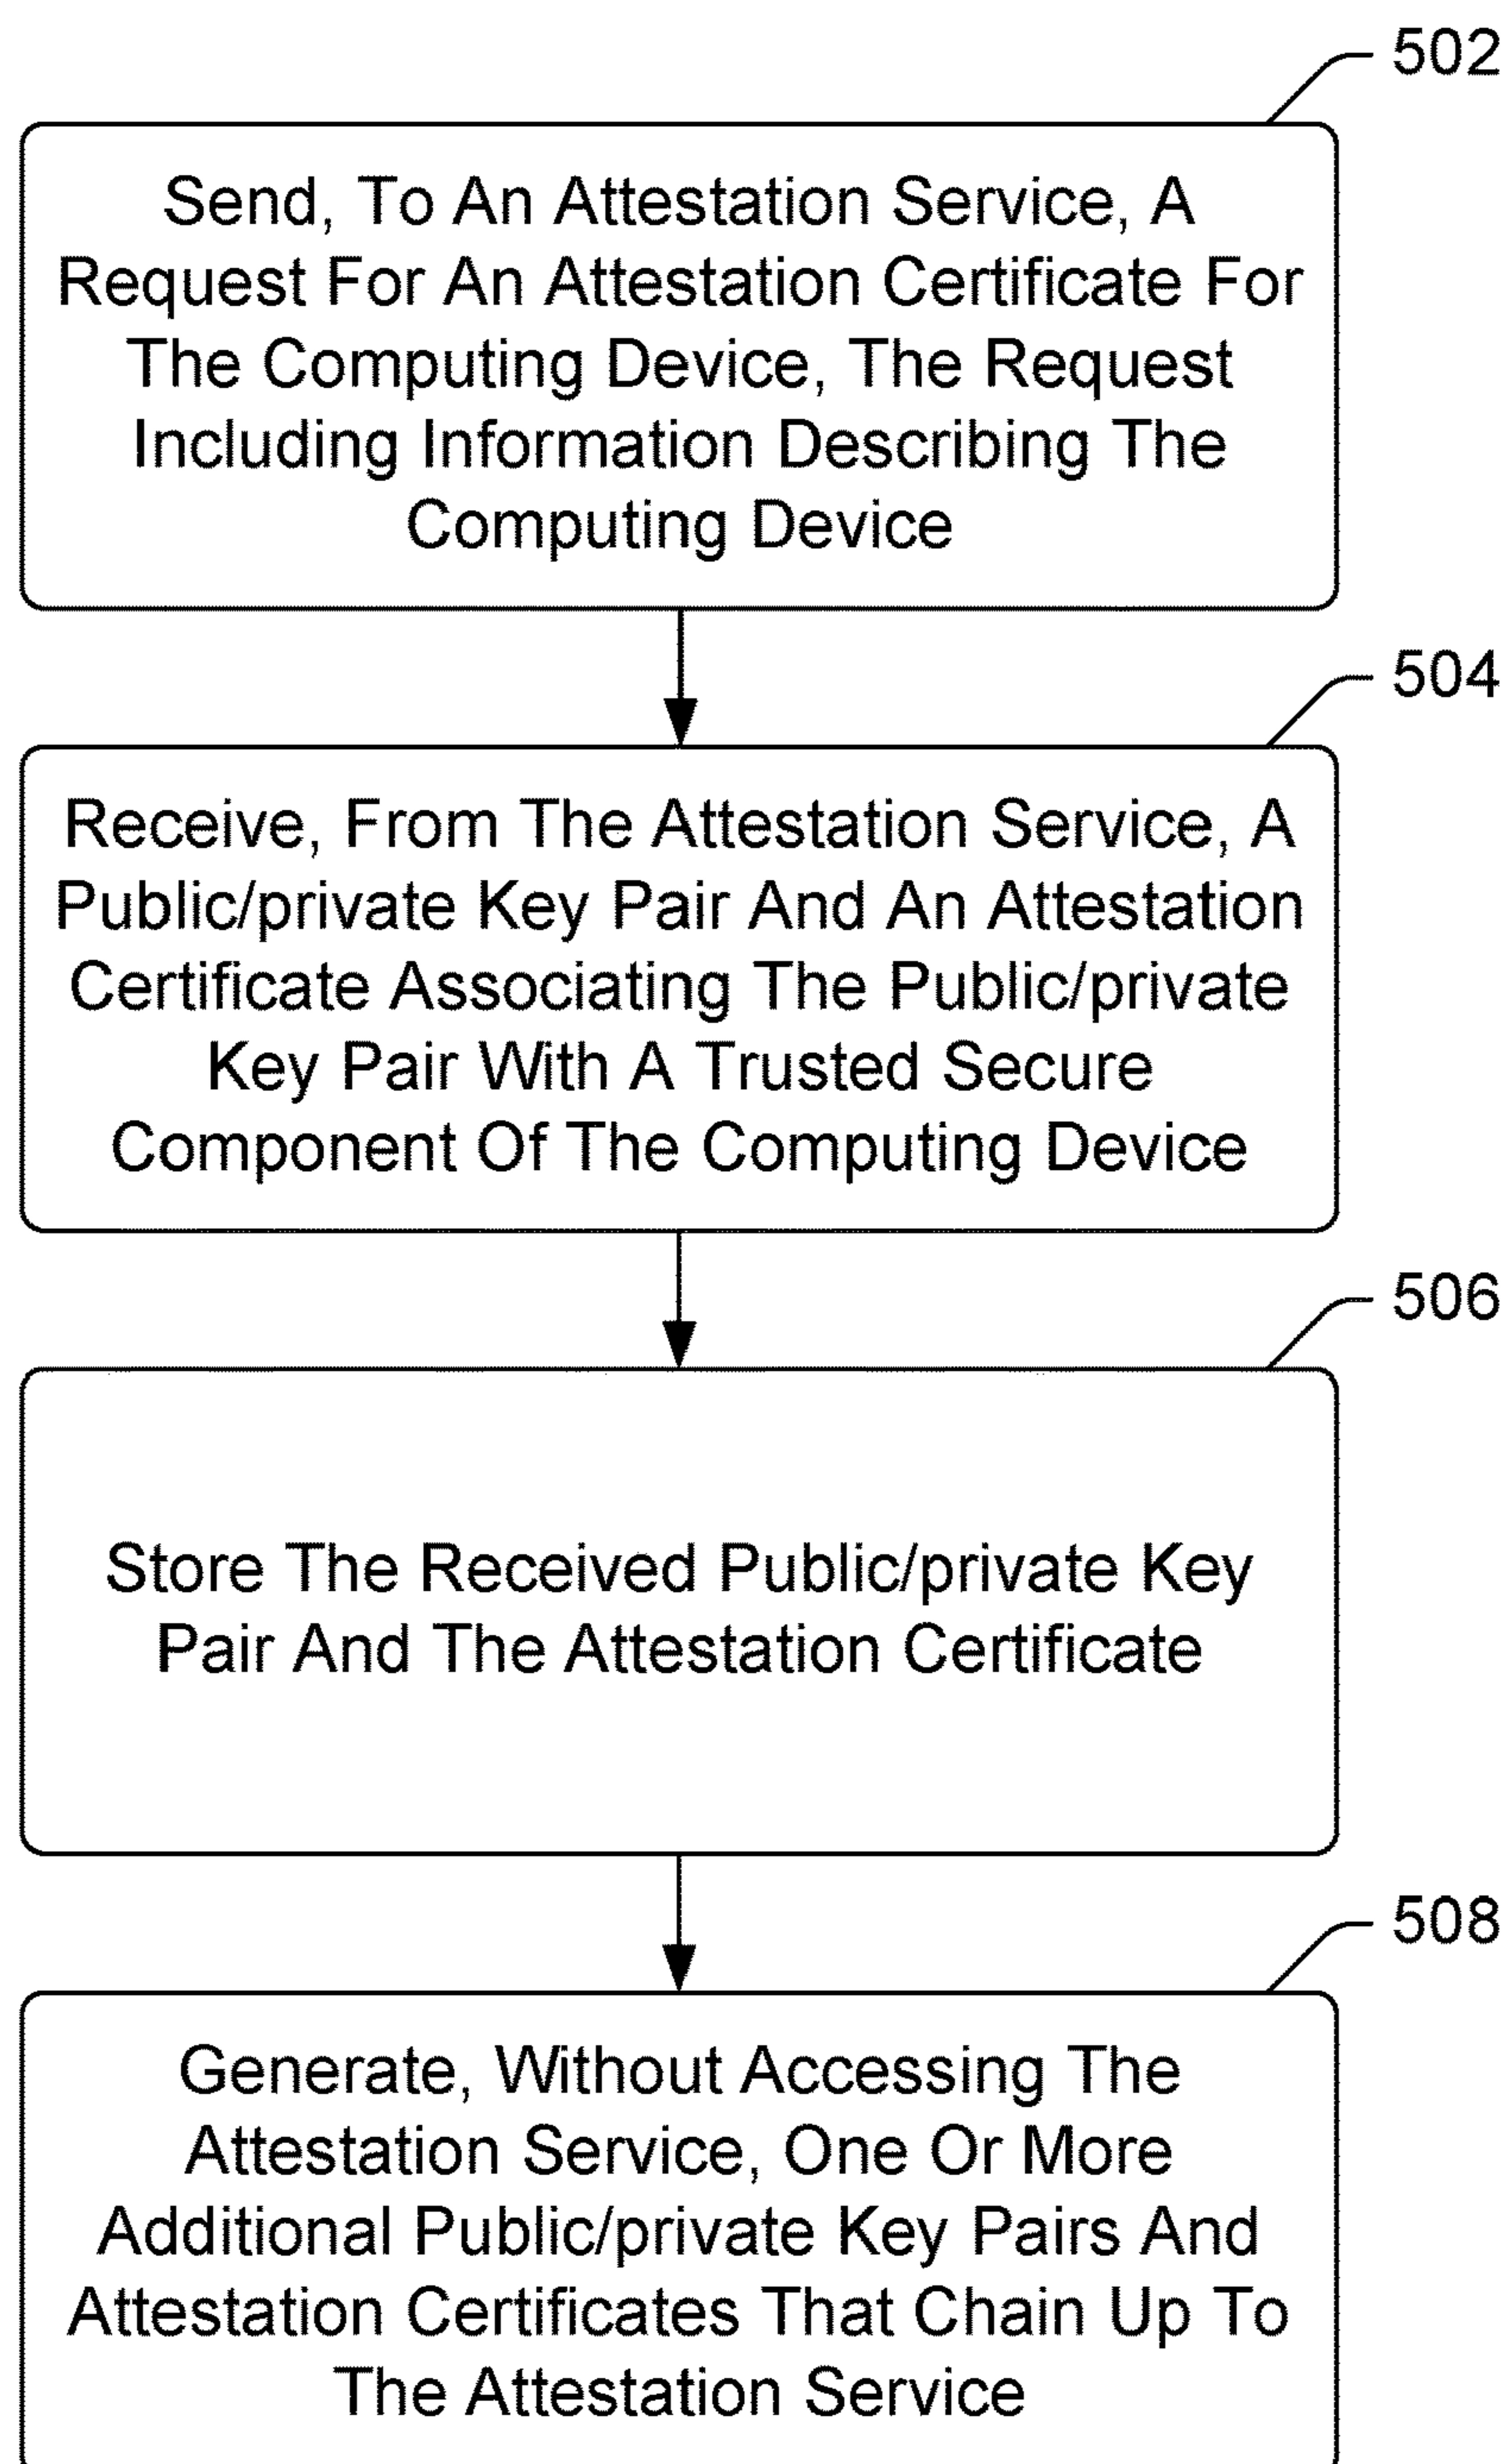 502
Send, To An Attestation Service, A
Request For An Attestation Certificate For
The Computing Device, The Request
Including Information Describing The
Computing Device
504
Receive, From The Attestation Service, A
Public/private Key Pair And An Attestation
Certificate Associating The Public/private
Key Pair With A Trusted Secure
Component Of The Computing Device
506
Store The Received Public/private Key
Pair And The Attestation Certificate
508
Generate, Without Accessing The
Attestation Service, One Or More
Additional Public/private Key Pairs And
Attestation Certificates That Chain Up To
The Attestation Service